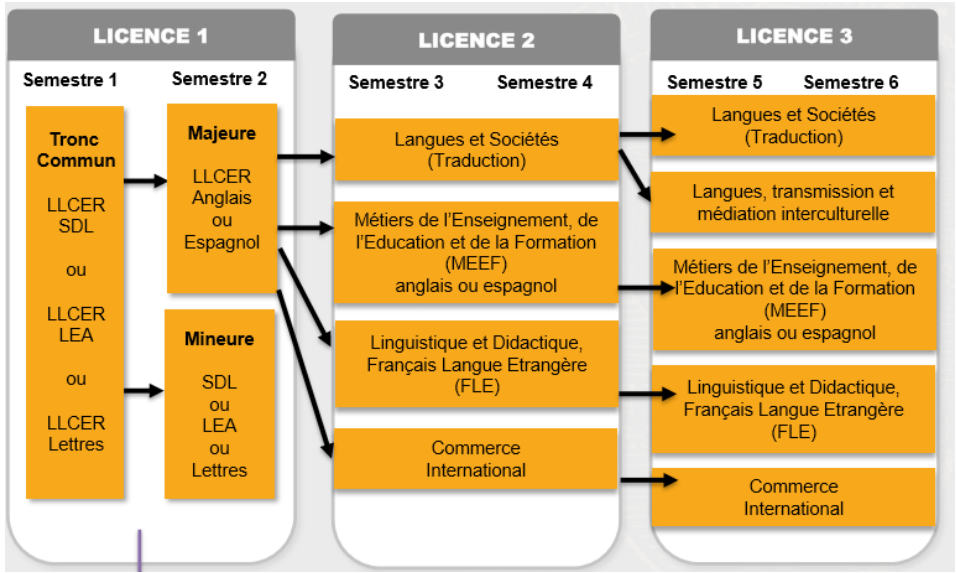 LICENCE 1
Semestre 1
Semestre 2
Tronc
Commun
LLCER
SDL
ou
LLCER
LEA
ou
LLCER
Lettres
Majeure
LLCER
Anglais
ou
Espagnol
Mineure
SDL
ou
LEA
ou
Lettres
LICENCE 2
Semestre 3
Semestre 4
Langues et Sociétés
(Traduction)
Métiers de l'Enseignement, de
l'Education et de la Formation
(MEEF)
anglais ou espagnol
Linguistique et Didactique,
Français Langue Etrangère
(FLE)
Commerce
International
LICENCE 3
Semestre 5
Semestre 6
Langues et Sociétés
(Traduction)
Langues, transmission et
médiation interculturelle
Métiers de l'Enseignement, de
l'Education et de la Formation
(MEEF)
anglais ou espagnol
Linguistique et Didactique,
Français Langue Etrangère
(FLE)
Commerce
International